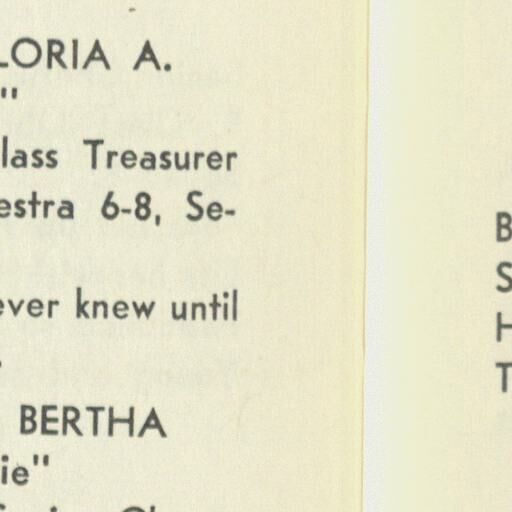 LORIA A.
"
lass Treasurer
estra 6-8, Se-
ever knew until
.
BERTHA
ie"
B
S
H
T